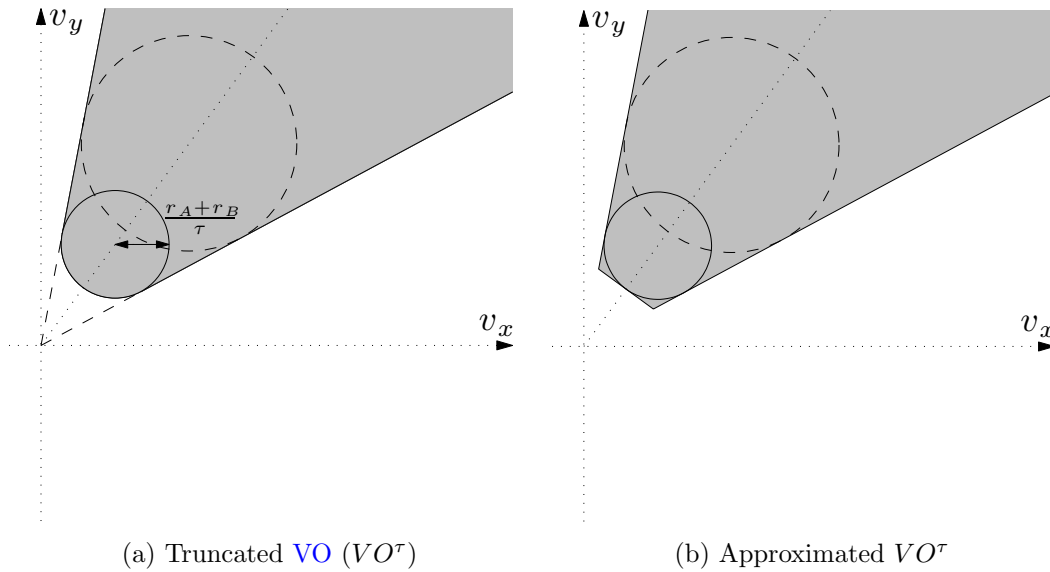 v_y
v_y
r_A+r_B
τ
v_x
v_x
(a) Truncated VO (VO^τ)
(b) Approximated VO^τ